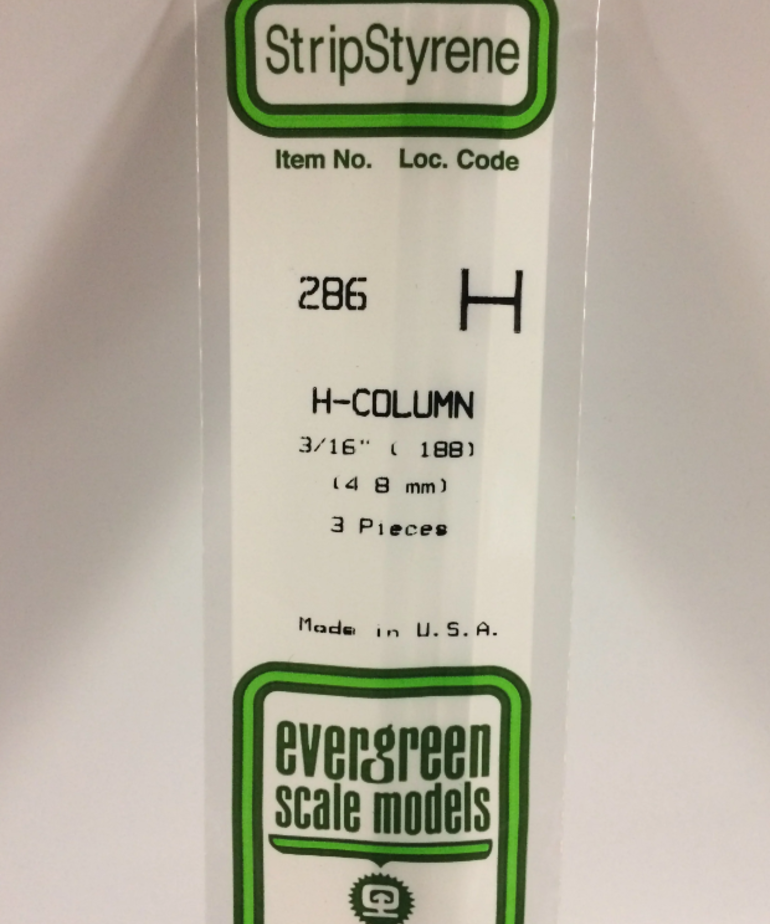 StripStyrene
Item No. Loc. Code
286 H
H-COLUMN
3/16" ( 188)
(4 8 mm)
3 Pieces
Made in U.S.A.
evergreen
scale models